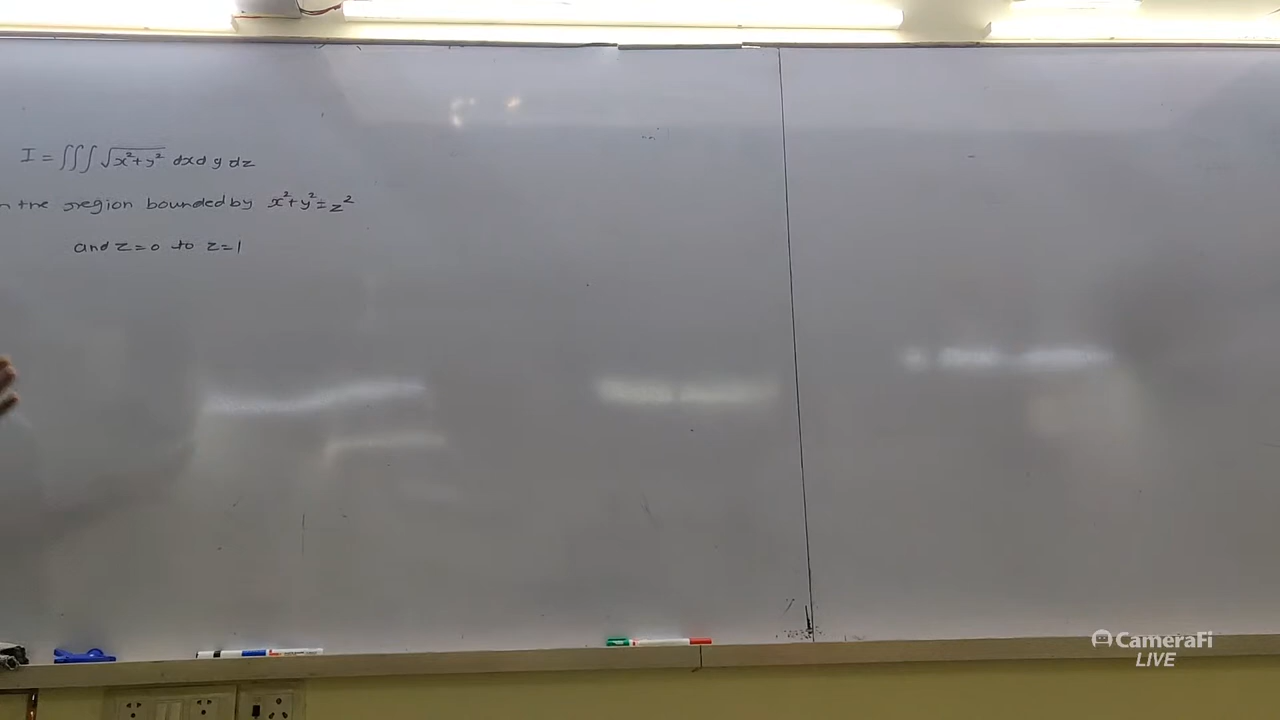 I = ∫∫∫ √x²+y² dx dy dz
the region bounded by x²+y²=z²
and z=0 to z=1
CameraFi
LIVE